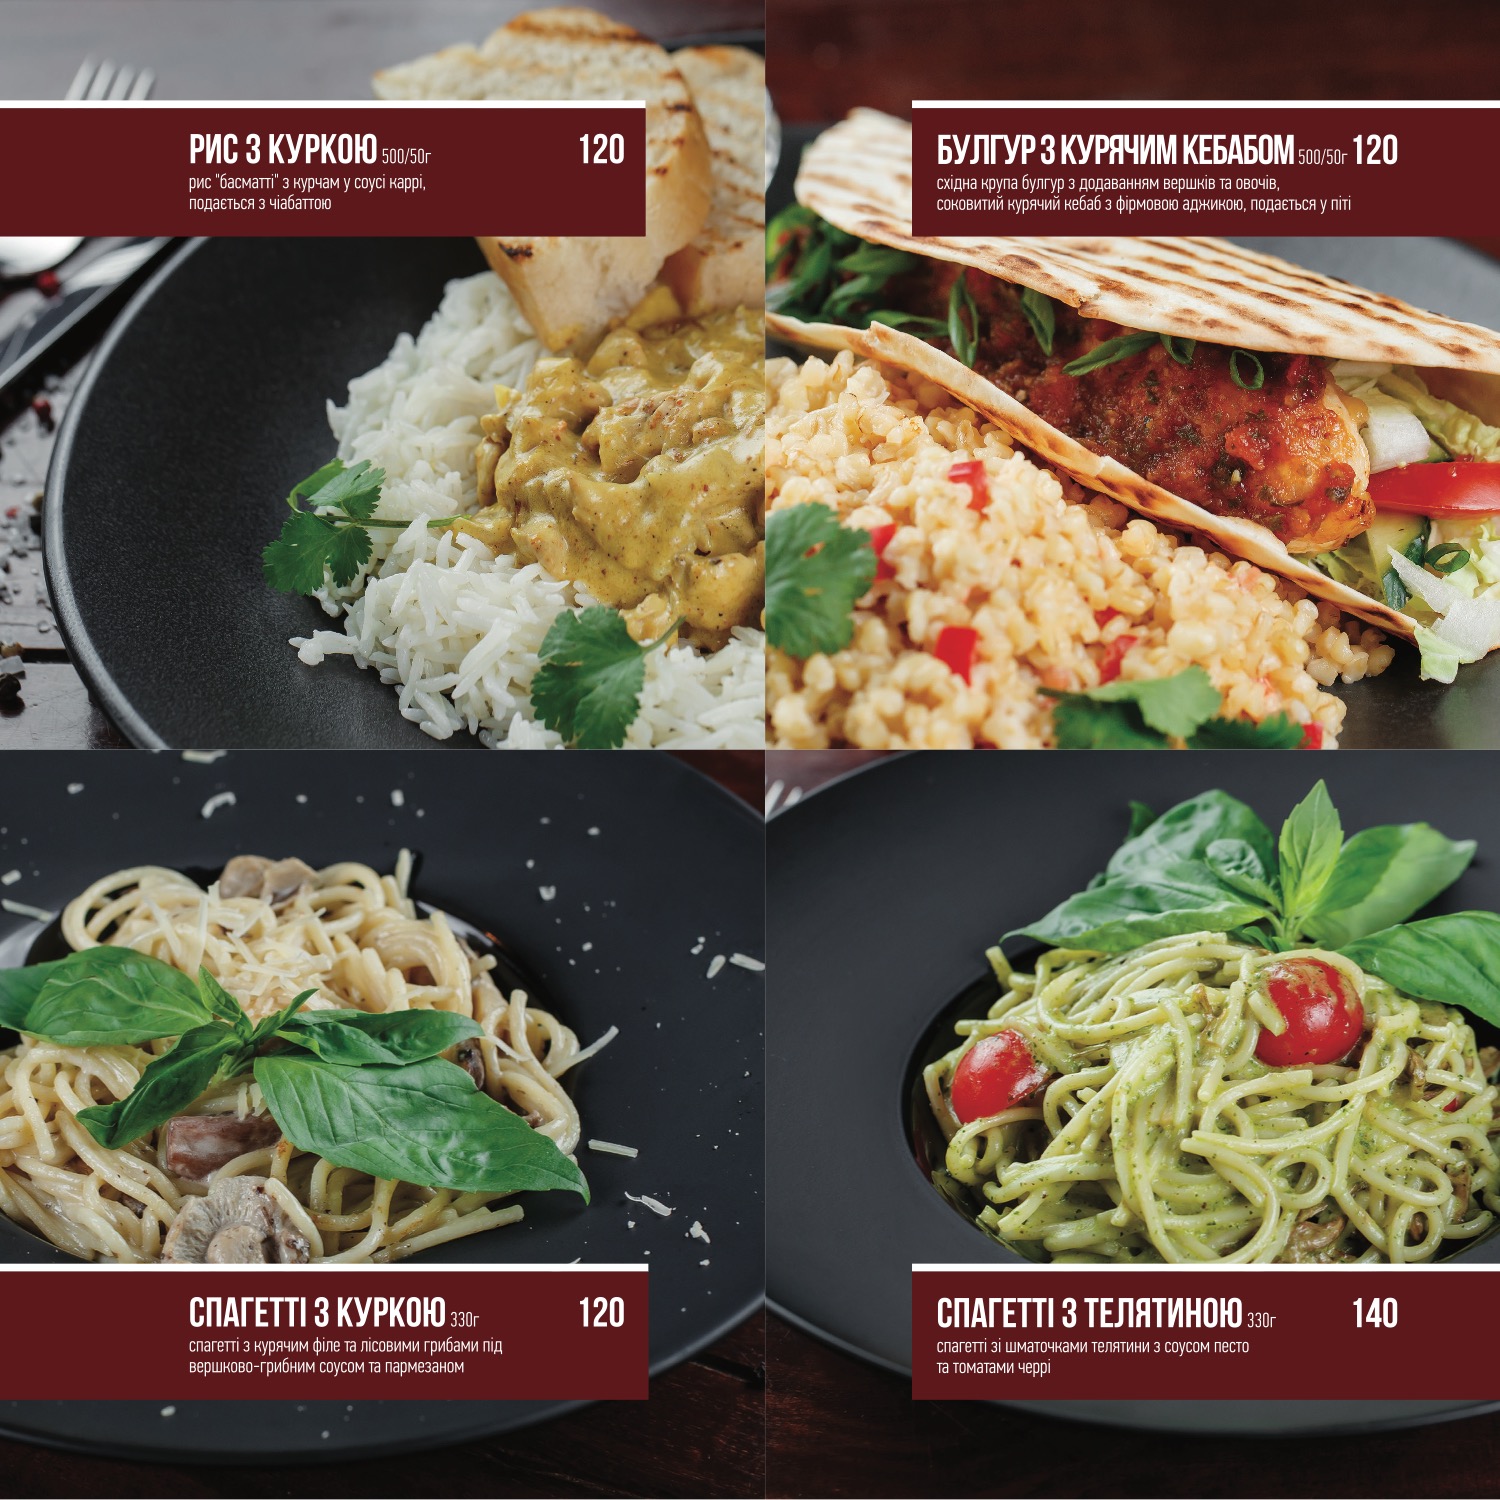 РИС З КУРКОЮ 500/50г 120
рис "басматті" з курчам у соусі каррі,
подається з чіабаттою
БУЛГУР З КУРЯЧИМ КЕБАБОМ 500/50г 120
східна крупа булгур з додаванням вершків та овочів,
соковитий курячий кебаб з фірмовою аджикою, подається у піті
СПАГЕТТІ З КУРКОЮ 330г 120
спагетті з курячим філе та лісовими грибами під
вершково-грибним соусом та пармезаном
СПАГЕТТІ З ТЕЛЯТИНОЮ 330г 140
спагетті зі шматочками телятини з соусом песто
та томатами черрі